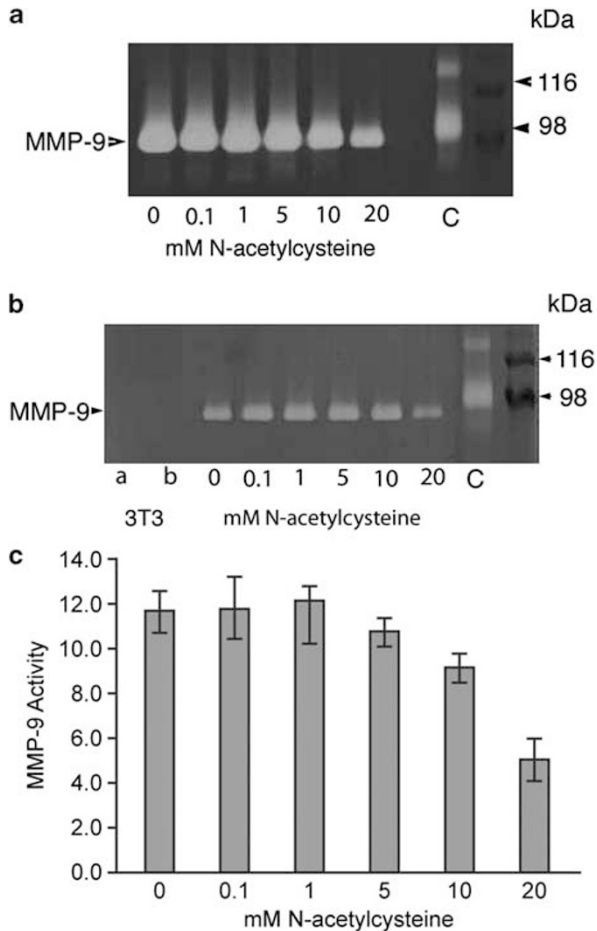 a
kDa
116
MMP-9
98
0 0.1 1 5 10 20 C
mM N-acetylcysteine
b
kDa
116
MMP-9
98
a b 0 0.1 1 5 10 20 C
3T3 mM N-acetylcysteine
c
14.0
12.0
10.0
8.0
6.0
4.0
2.0
0.0
MMP-9 Activity
0 0.1 1 5 10 20
mM N-acetylcysteine